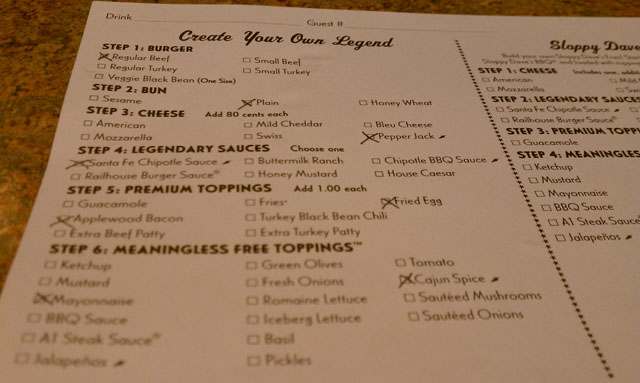 Drink Guest #
Create Your Own Legend
STEP 1: BURGER
Regular Beef Small Beef
Regular Turkey Small Turkey
Veggie Black Bean (One Size)
STEP 2: BUN
Sesame Plain Honey Wheat
STEP 3: CHEESE Add 80 cents each
American Mild Cheddar Bleu Cheese
Mozzarella Swiss Pepper Jack
STEP 4: LEGENDARY SAUCES Choose one
Santa Fe Chipotle Sauce Buttermilk Ranch Chipotle BBQ Sauce
Railhouse Burger Sauce® Honey Mustard House Caesar
STEP 5: PREMIUM TOPPINGS Add 1.00 each
Guacamole Fries Fried Egg
Applewood Bacon Turkey Black Bean Chili
Extra Beef Patty Extra Turkey Patty
STEP 6: MEANINGLESS FREE TOPPINGS™
Ketchup Green Olives Tomato
Mustard Fresh Onions Cajun Spice
Mayonnaise Romaine Lettuce Sautéed Mushrooms
BBQ Sauce Iceberg Lettuce Sautéed Onions
A1 Steak Sauce® Basil
Jalapeños Pickles
Sloppy Dave
STEP 1: CHEESE Includes one, addi
American Mild
Mozzarella Swiss
STEP 2: LEGENDARY SAUCES
Santa Fe Chipotle Sauce
Railhouse Burger Sauce®
STEP 3: PREMIUM TOPP
Guacamole
STEP 4: MEANINGLES
Ketchup
Mustard
Mayonnaise
BBQ Sauce
A1 Steak Sauce
Jalapeños